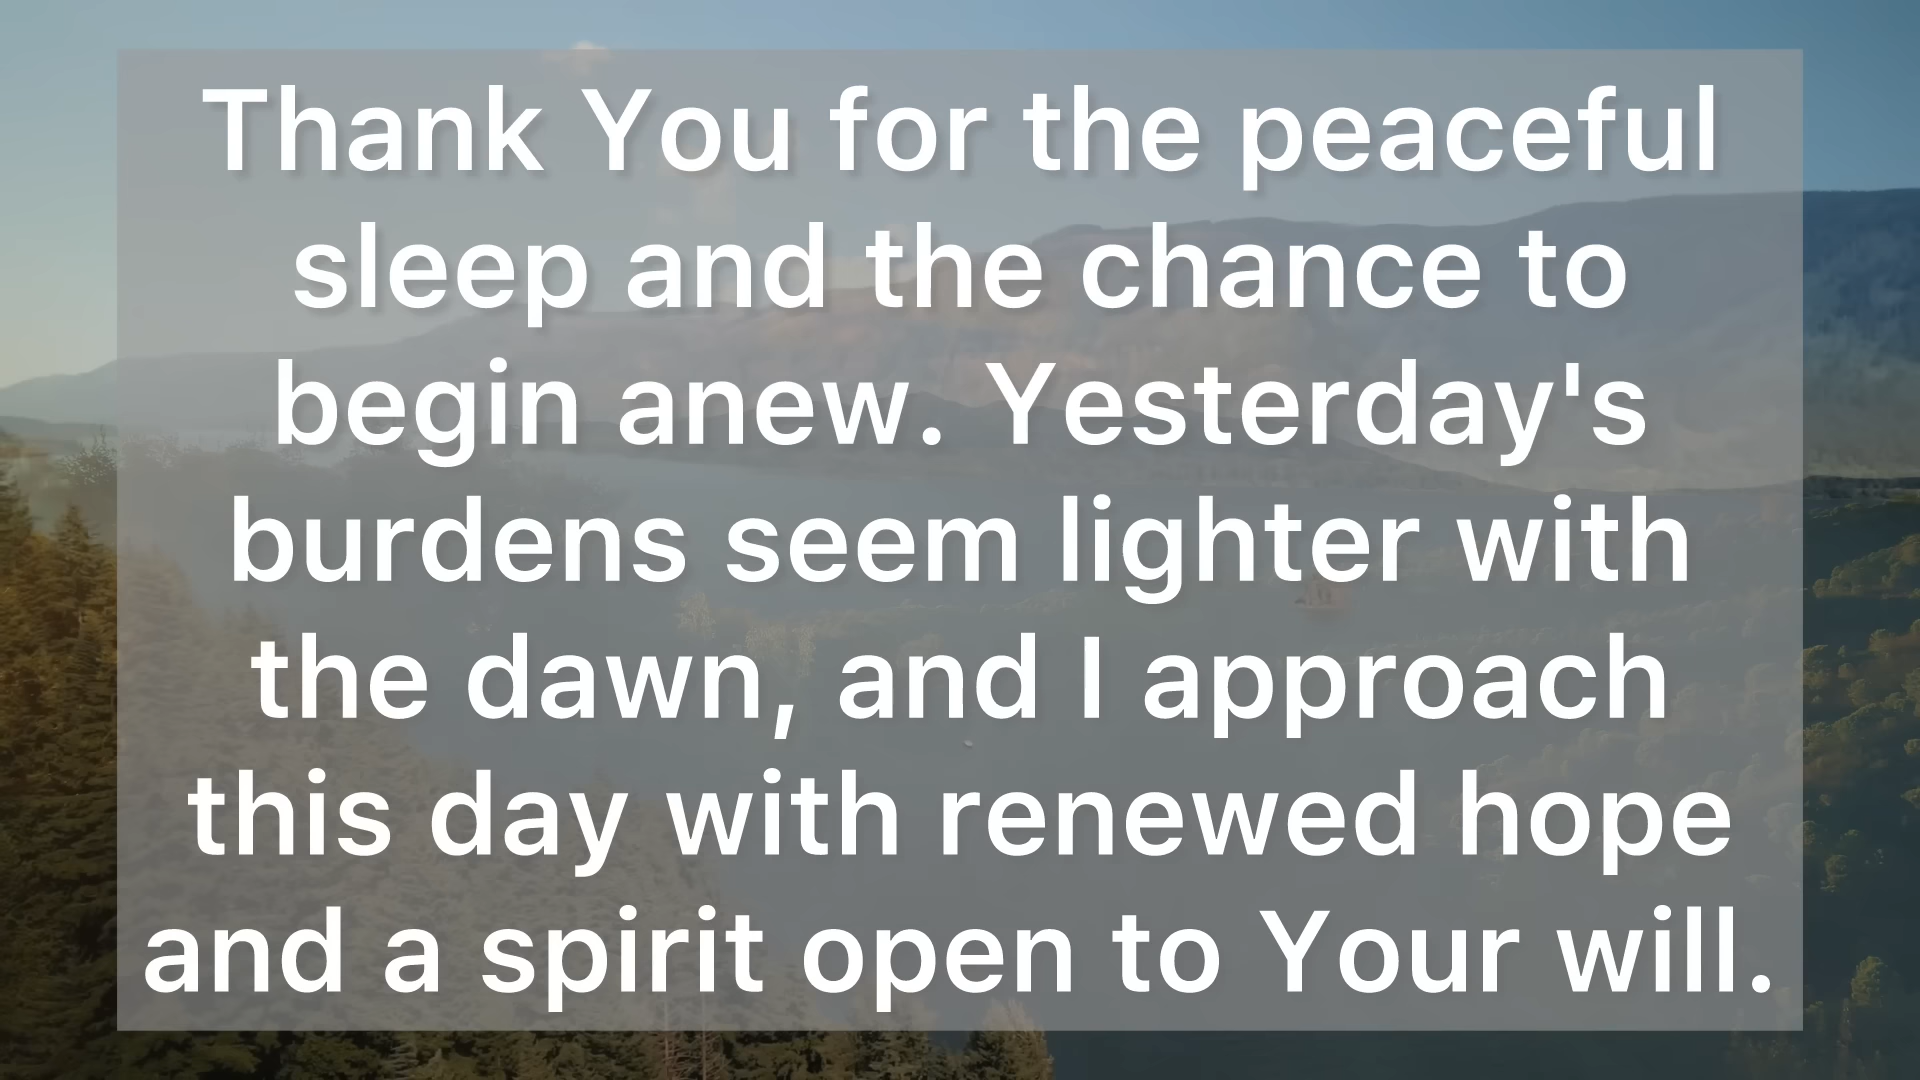 Thank You for the peaceful
sleep and the chance to
begin anew. Yesterday's
burdens seem lighter with
the dawn, and I approach
this day with renewed hope
and a spirit open to Your will.